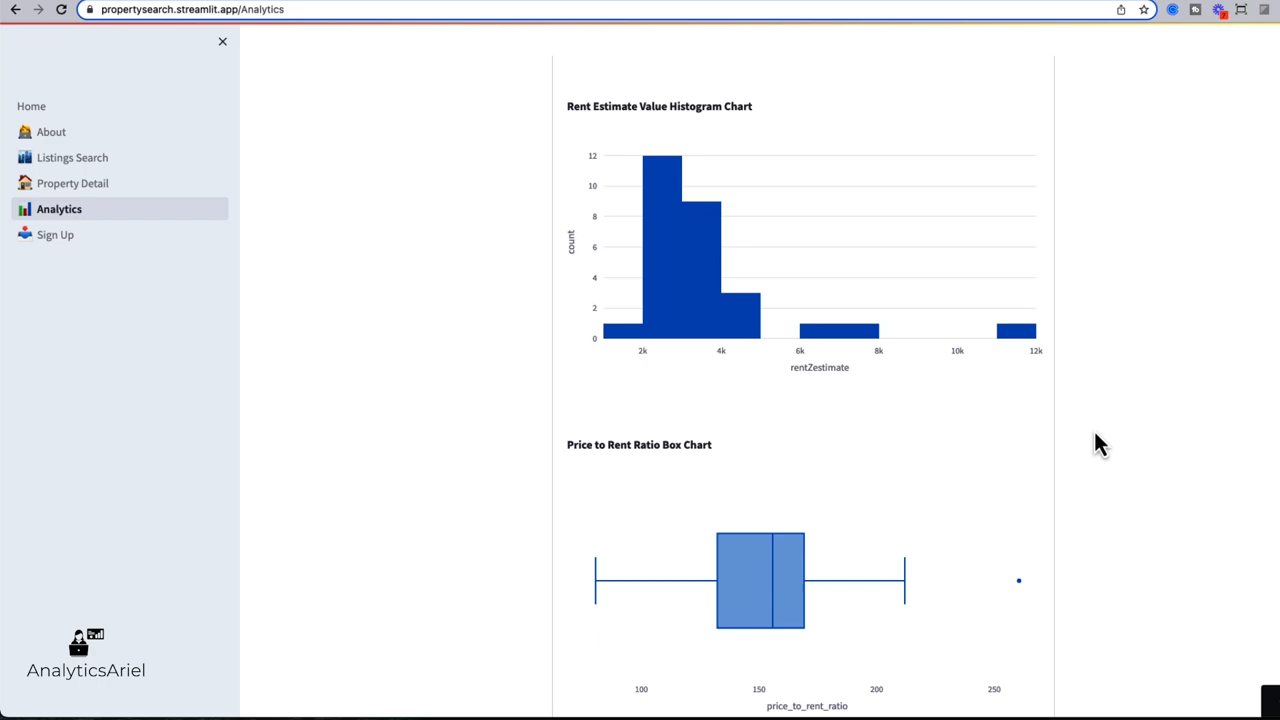 propertysearch.streamlit.app/Analytics
Home
About
Listings Search
Property Detail
Analytics
Sign Up
AnalyticsAriel
Rent Estimate Value Histogram Chart
12
10
8
6
4
2
0
count
2k 4k 6k 8k 10k 12k
rentZestimate
Price to Rent Ratio Box Chart
100 150 200 250
price_to_rent_ratio